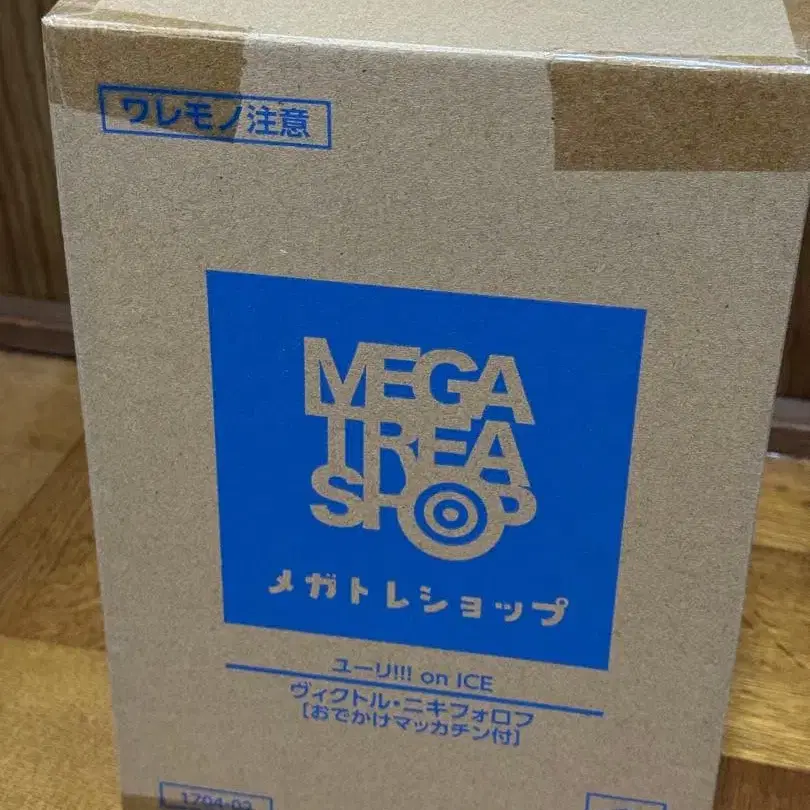 ワレモノ注意
MEGA
TREA
SHOP
メガトレショップ
ユーリ!!! on ICE
ヴィクトル・ニキフォロフ
[おでかけマッカチン付]
1704-02